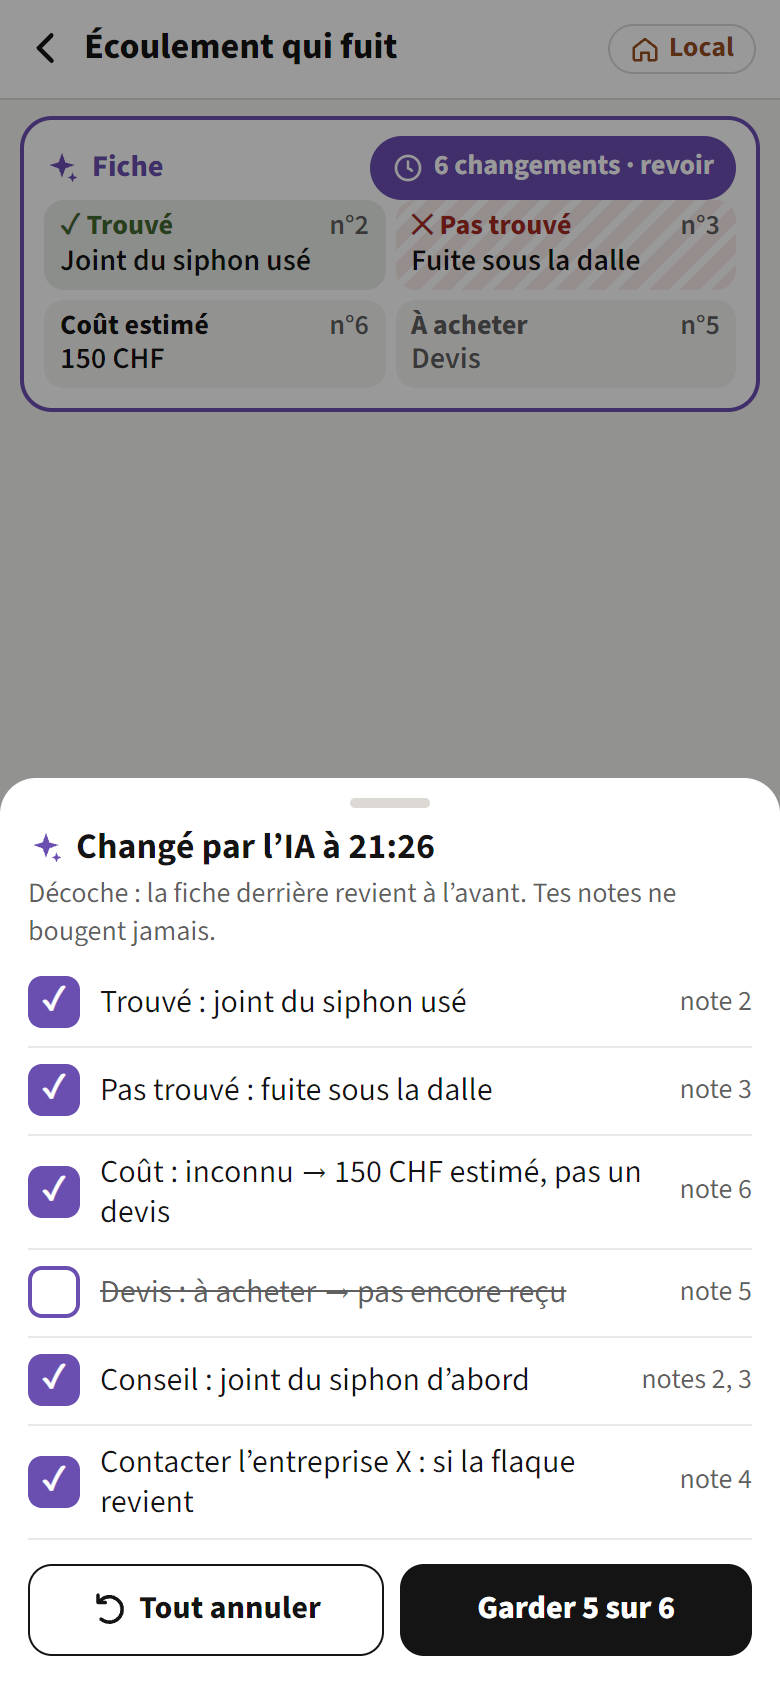 Écoulement qui fuit
Local
Fiche
6 changements · revoir
✓ Trouvé n°2
Joint du siphon usé
✕ Pas trouvé n°3
Fuite sous la dalle
Coût estimé n°6
150 CHF
À acheter n°5
Devis
Changé par l’IA à 21:26
Décoche : la fiche derrière revient à l’avant. Tes notes ne
bougent jamais.
Trouvé : joint du siphon usé note 2
Pas trouvé : fuite sous la dalle note 3
Coût : inconnu → 150 CHF estimé, pas un
devis
note 6
Devis : à acheter → pas encore reçu note 5
Conseil : joint du siphon d’abord notes 2, 3
Contacter l’entreprise X : si la flaque
revient
note 4
Tout annuler
Garder 5 sur 6